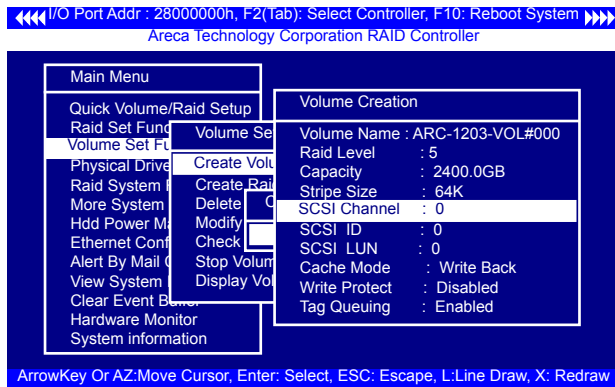 I/O Port Addr : 28000000h, F2(Tab): Select Controller, F10: Reboot System
Areca Technology Corporation RAID Controller
Main Menu
Quick Volume/Raid Setup
Raid Set Func
Volume Set Fu
Physical Drive
Raid System
More System
Hdd Power Ma
Ethernet Conf
Alert By Mail
View System
Clear Event Buffer
Hardware Monitor
System information
Volume Se
Create Volu
Create Rai
Delete
Modify
Check
Stop Volum
Display Vol
C
Volume Creation
Volume Name : ARC-1203-VOL#000
Raid Level : 5
Capacity : 2400.0GB
Stripe Size : 64K
SCSI Channel : 0
SCSI ID : 0
SCSI LUN : 0
Cache Mode : Write Back
Write Protect : Disabled
Tag Queuing : Enabled
ArrowKey Or AZ:Move Cursor, Enter: Select, ESC: Escape, L:Line Draw, X: Redraw